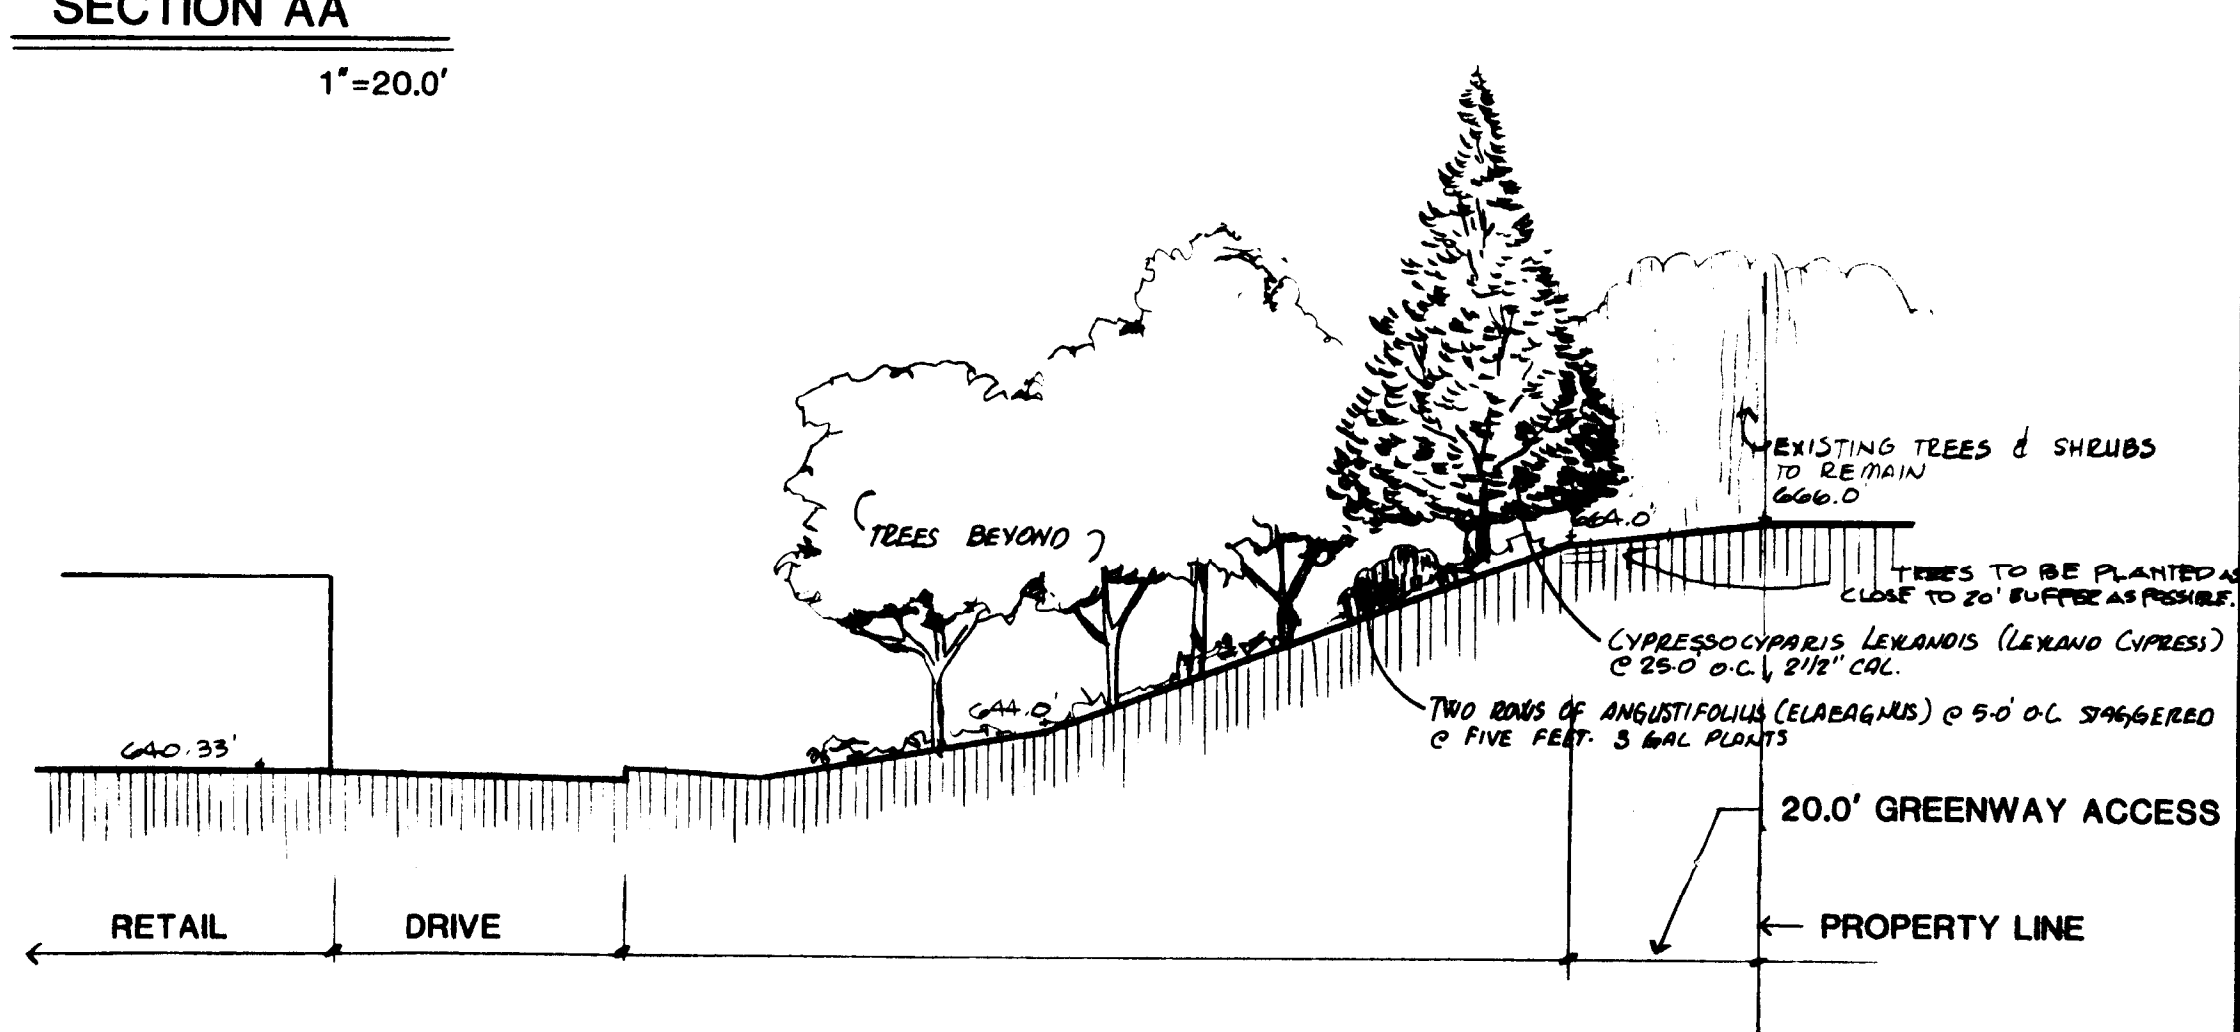 SECTION AA
1"=20.0'
EXISTING TREES & SHRUBS
TO REMAIN
666.0
664.0'
TREES BEYOND
TREES TO BE PLANTED AS
CLOSE TO 20' BUFFER AS POSSIBLE.
CYPRESSOCYPARIS LEYLANDIS (LEYLAND CYPRESS)
@ 25.0' O.C., 2 1/2" CAL.
TWO ROWS OF ANGUSTIFOLIUS (ELAEAGNUS) @ 5.0' O.C. STAGGERED
@ FIVE FEET. 3 GAL PLANTS
644.0'
640.33'
20.0' GREENWAY ACCESS
RETAIL
DRIVE
PROPERTY LINE